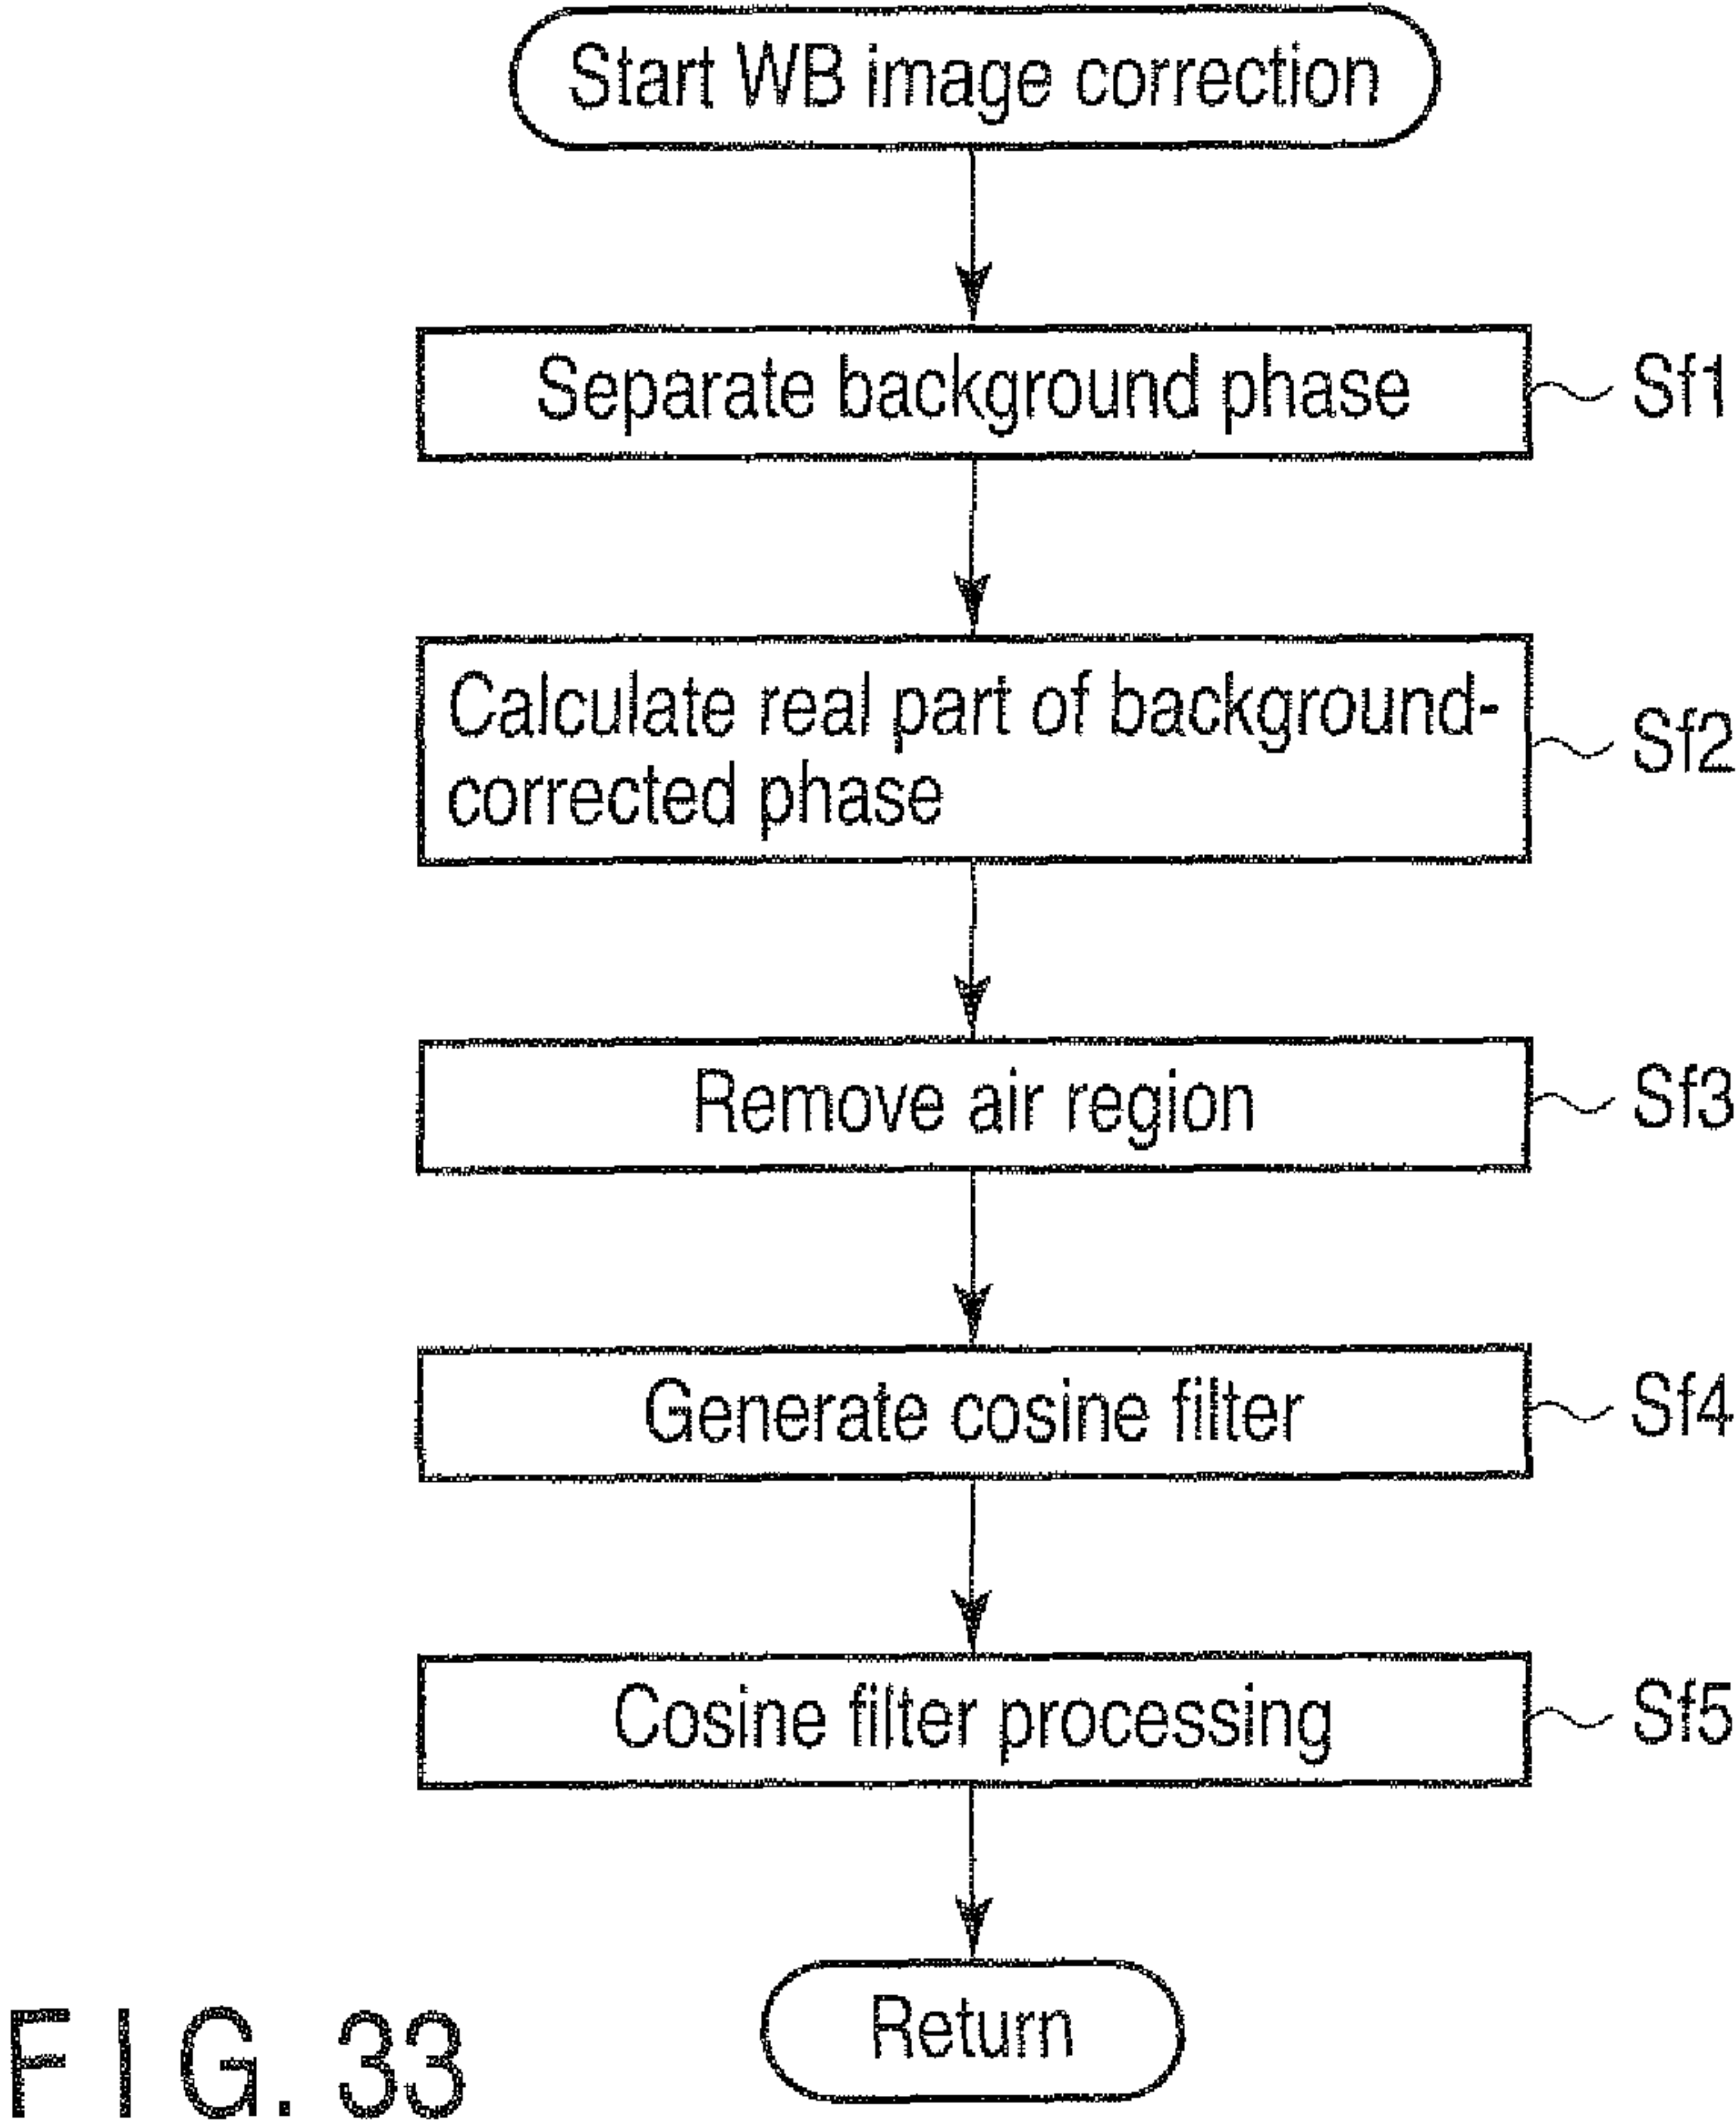 Start WB image correction
Separate background phase
Sf1
Calculate real part of background-
corrected phase
Sf2
Remove air region
Sf3
Generate cosine filter
Sf4
Cosine filter processing
Sf5
Return
FIG. 33